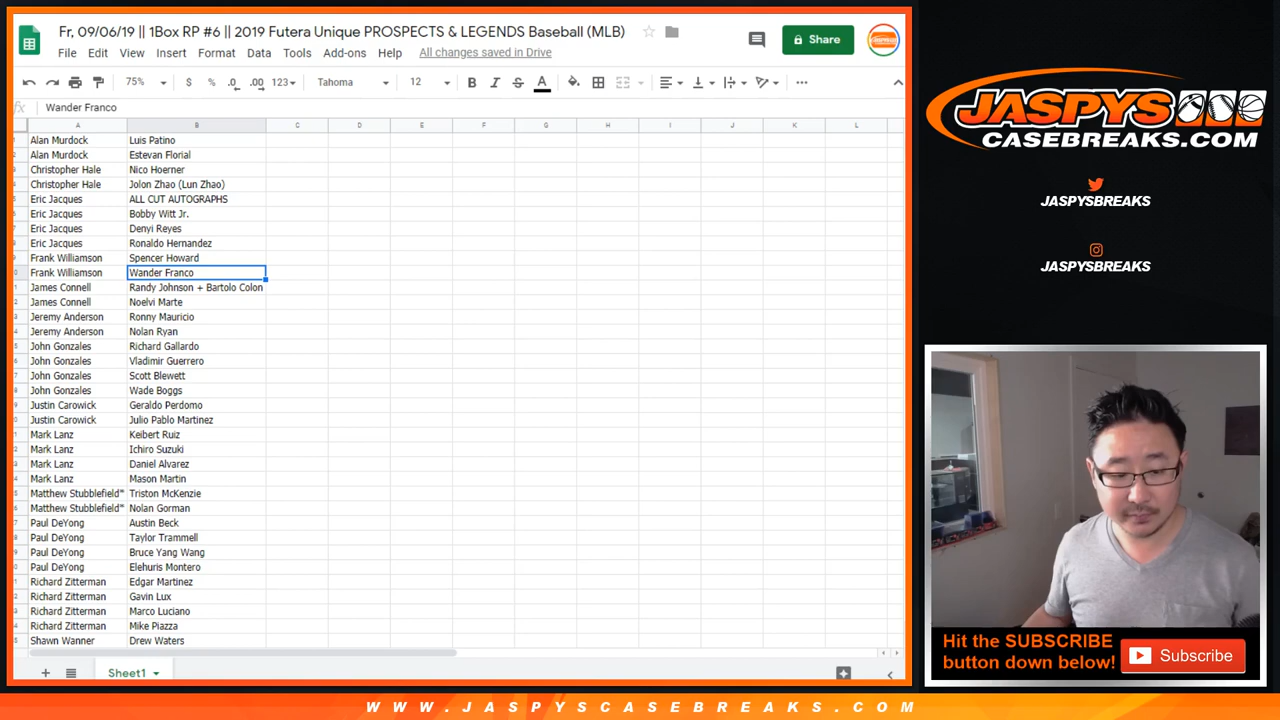 Fr, 09/06/19 || 1Box RP #6 || 2019 Futera Unique PROSPECTS & LEGENDS Baseball (MLB)
File Edit View Insert Format Data Tools Add-ons Help All changes saved in Drive
Share
75% $ % .0 .00 123 Tahoma 12 B I S A
fx Wander Franco
A B C D E F G H I J K L
Alan Murdock Luis Patino
Alan Murdock Estevan Florial
Christopher Hale Nico Hoerner
Christopher Hale Jolon Zhao (Lun Zhao)
Eric Jacques ALL CUT AUTOGRAPHS
Eric Jacques Bobby Witt Jr.
Eric Jacques Denyi Reyes
Eric Jacques Ronaldo Hernandez
Frank Williamson Spencer Howard
Frank Williamson Wander Franco
James Connell Randy Johnson + Bartolo Colon
James Connell Noelvi Marte
Jeremy Anderson Ronny Mauricio
Jeremy Anderson Nolan Ryan
John Gonzales Richard Gallardo
John Gonzales Vladimir Guerrero
John Gonzales Scott Blewett
John Gonzales Wade Boggs
Justin Carowick Geraldo Perdomo
Justin Carowick Julio Pablo Martinez
Mark Lanz Keibert Ruiz
Mark Lanz Ichiro Suzuki
Mark Lanz Daniel Alvarez
Mark Lanz Mason Martin
Matthew Stubblefield* Triston McKenzie
Matthew Stubblefield* Nolan Gorman
Paul DeYong Austin Beck
Paul DeYong Taylor Trammell
Paul DeYong Bruce Yang Wang
Paul DeYong Elehuris Montero
Richard Zitterman Edgar Martinez
Richard Zitterman Gavin Lux
Richard Zitterman Marco Luciano
Richard Zitterman Mike Piazza
Shawn Wanner Drew Waters
Sheet1
JASPYS
CASEBREAKS.COM
JASPYSBREAKS
JASPYSBREAKS
Hit the SUBSCRIBE
button down below!
Subscribe
WWW.JASPYSCASEBREAKS.COM